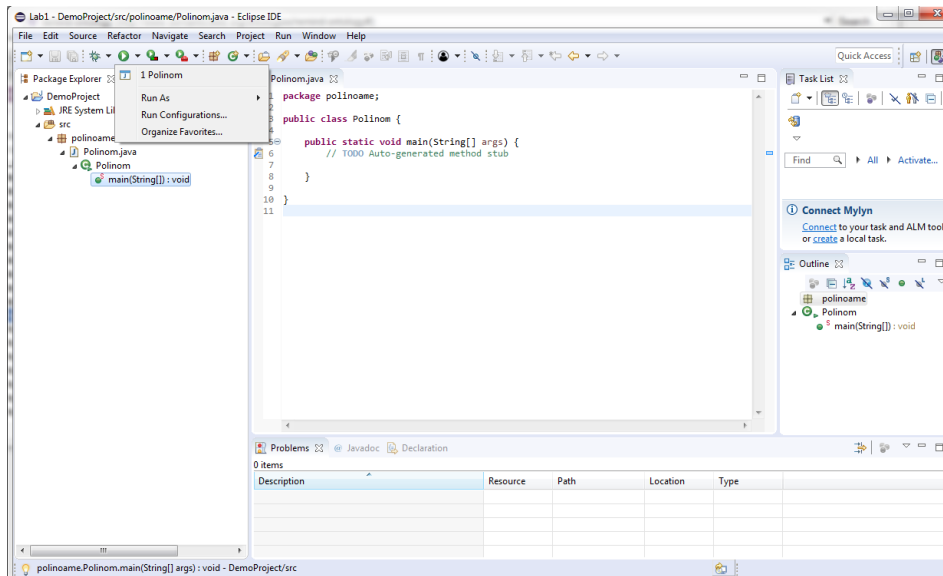 Lab1 - DemoProject/src/polinoame/Polinom.java - Eclipse IDE
File Edit Source Refactor Navigate Search Project Run Window Help
Quick Access
Package Explorer
DemoProject
JRE System Lil
src
polinoame
Polinom.java
Polinom
main(String[]) : void
1 Polinom
Run As
Run Configurations...
Organize Favorites...
Polinom.java
1 package polinoame;
2
3 public class Polinom {
5 public static void main(String[] args) {
6 // TODO Auto-generated method stub
7
8 }
9
10 }
11
Task List
Find All Activate...
Connect Mylyn
Connect to your task and ALM tool
or create a local task.
Outline
polinoame
Polinom
main(String[]) : void
Problems Javadoc Declaration
0 items
Description Resource Path Location Type
polinoame.Polinom.main(String[] args) : void - DemoProject/src